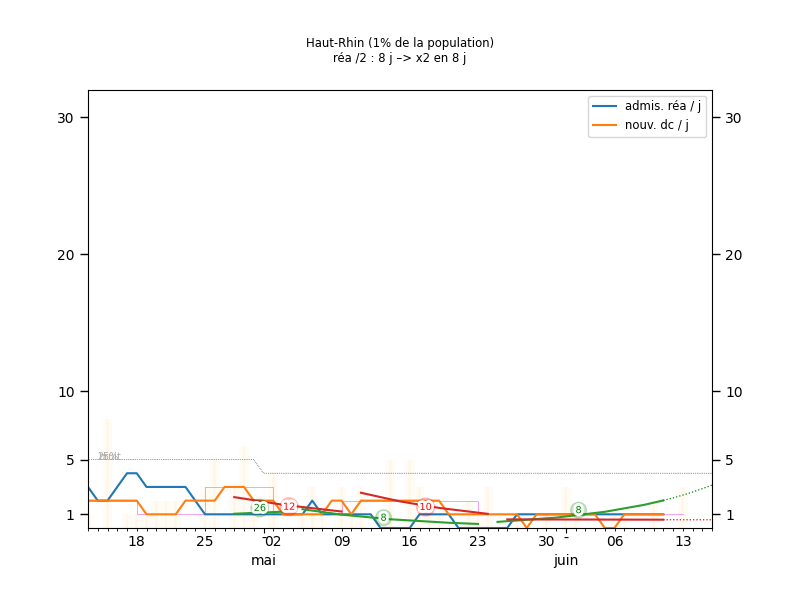 Haut-Rhin (1% de la population)
réa /2 : 8 j –> x2 en 8 j
admis. réa / j
nouv. dc / j
30 30
20 20
10 10
5 5
1 1
26 12 8 10 8
18 25 02 09 16 23 30 06 13
mai juin